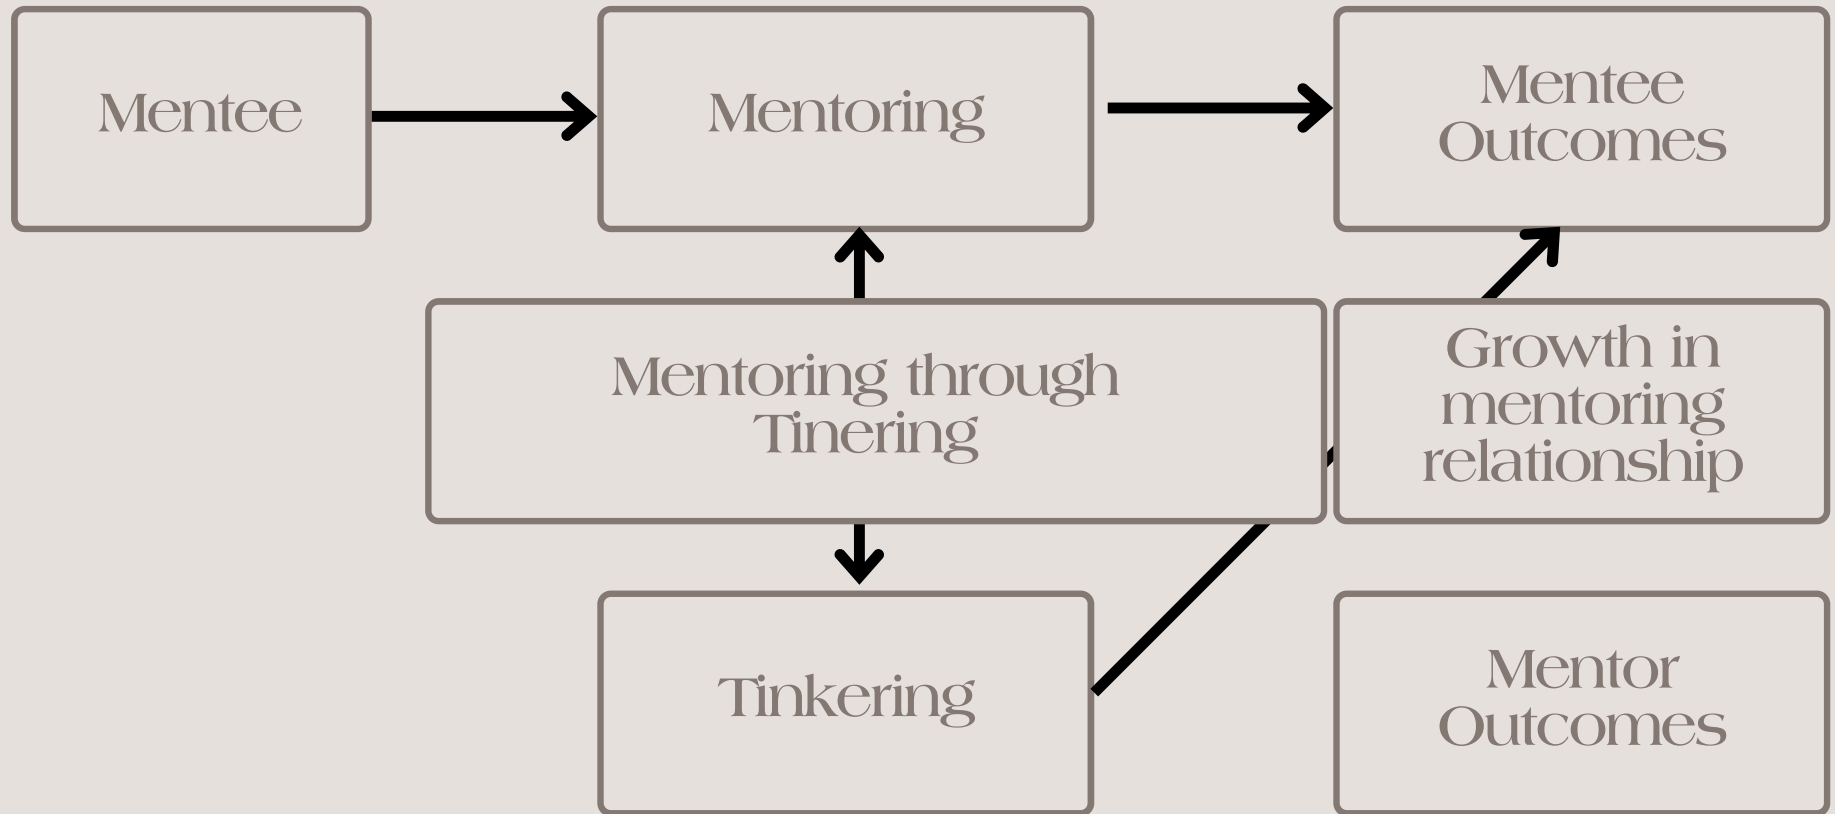 Mentee
Mentoring
Mentee
Outcomes
Mentoring through
Tinering
Growth in
mentoring
relationship
Tinkering
Mentor
Outcomes